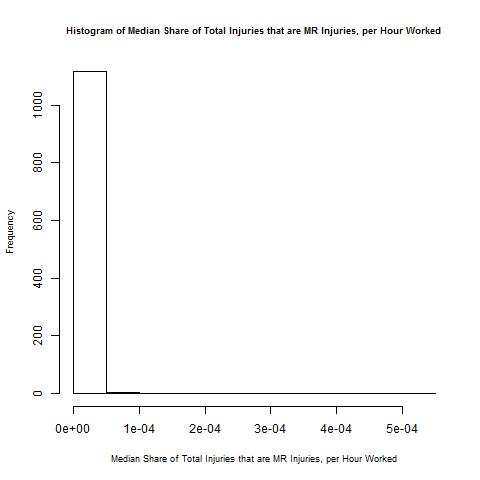 Histogram of Median Share of Total Injuries that are MR Injuries, per Hour Worked
1000
800
600
400
200
0
Frequency
0e+00 1e-04 2e-04 3e-04 4e-04 5e-04
Median Share of Total Injuries that are MR Injuries, per Hour Worked